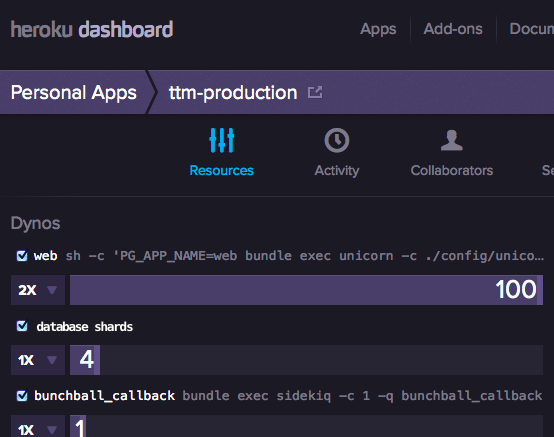 heroku dashboard Apps Add-ons Docum
Personal Apps ttm-production
Resources Activity Collaborators Se
Dynos
web sh -c 'PG_APP_NAME=web bundle exec unicorn -c ./config/unico…
2X 100
database shards
1X 4
bunchball_callback bundle exec sidekiq -c 1 -q bunchball_callback
1X 1